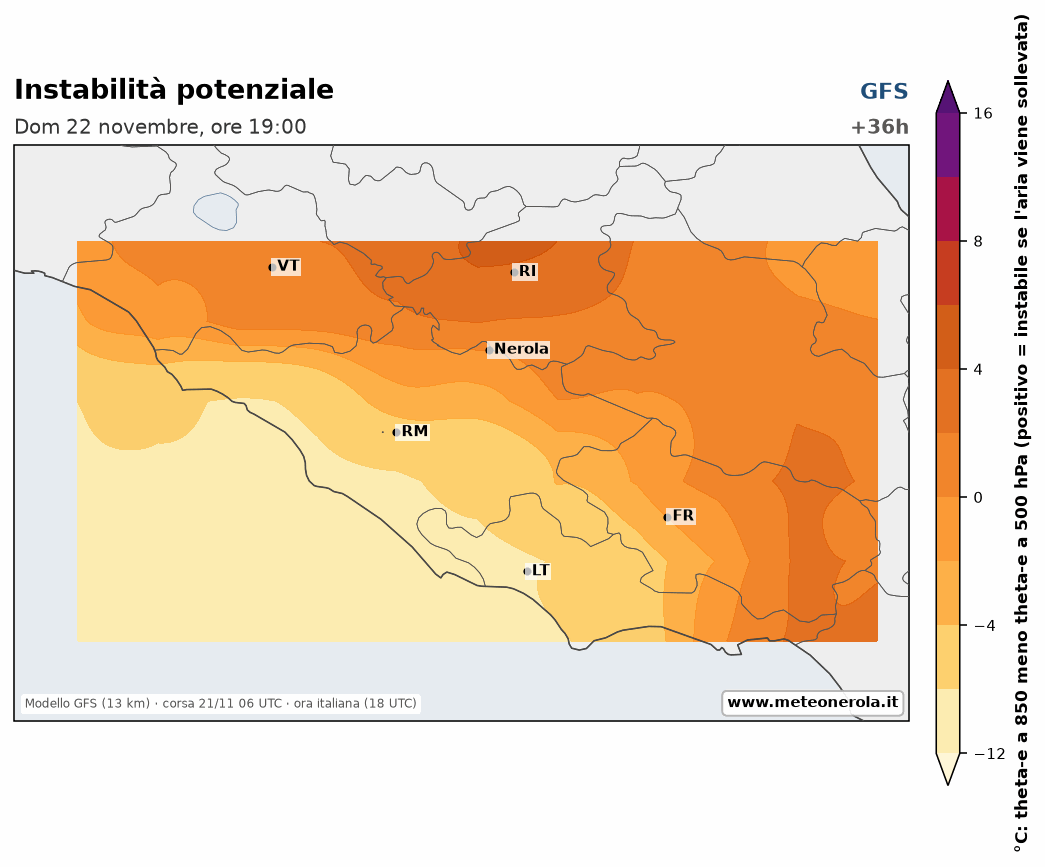 Instabilità potenziale
GFS
Dom 22 novembre, ore 19:00
+36h
VT
RI
Nerola
RM
FR
LT
Modello GFS (13 km) · corsa 21/11 06 UTC · ora italiana (18 UTC)
www.meteonerola.it
16
8
4
0
−4
−12
°C: theta-e a 850 meno theta-e a 500 hPa (positivo = instabile se l'aria viene sollevata)